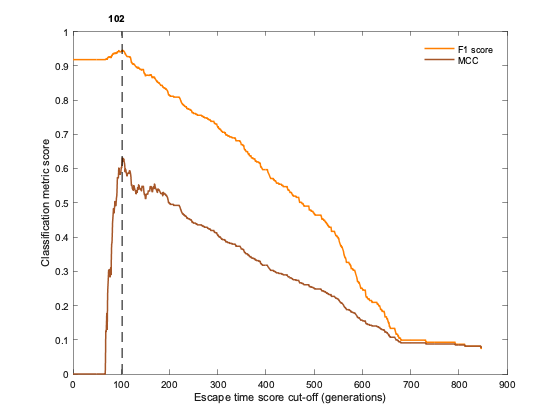 102
F1 score
MCC
1
0.9
0.8
0.7
0.6
0.5
0.4
0.3
0.2
0.1
0
Classification metric score
0 100 200 300 400 500 600 700 800 900
Escape time score cut-off (generations)